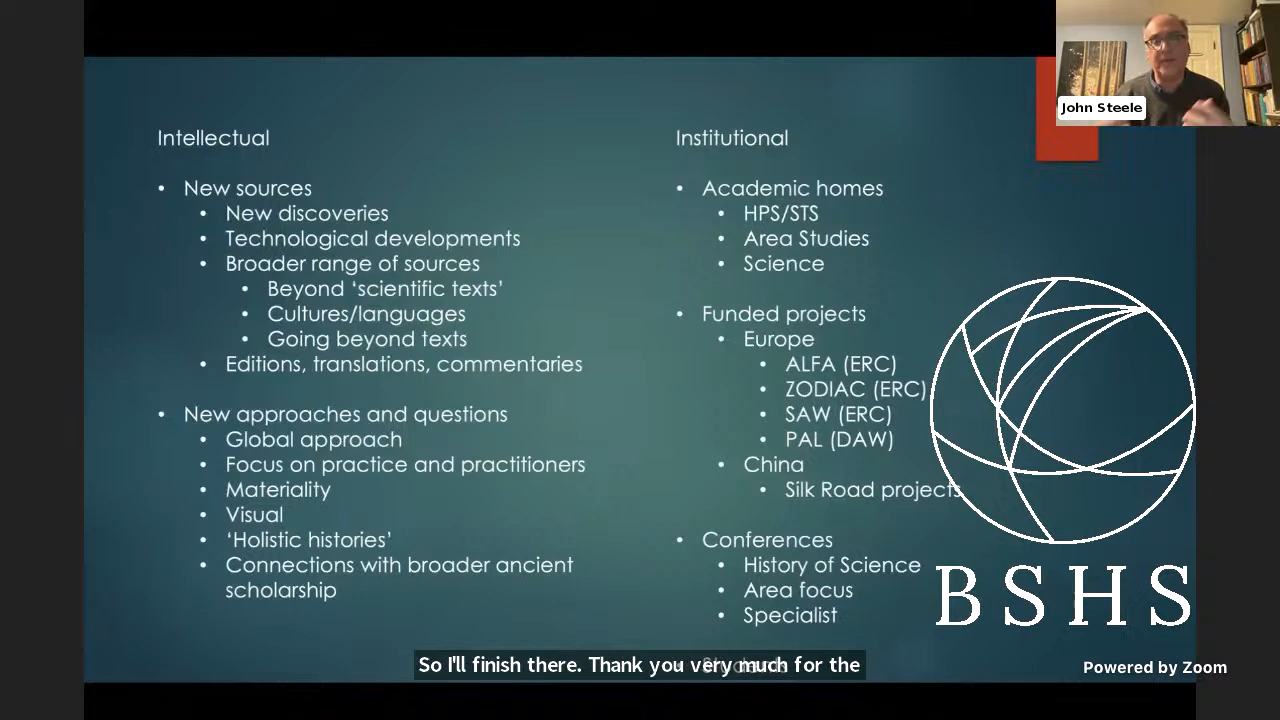 John Steele
Intellectual
• New sources
• New discoveries
• Technological developments
• Broader range of sources
• Beyond ‘scientific texts’
• Cultures/languages
• Going beyond texts
• Editions, translations, commentaries
• New approaches and questions
• Global approach
• Focus on practice and practitioners
• Materiality
• Visual
• ‘Holistic histories’
• Connections with broader ancient
scholarship
Institutional
• Academic homes
• HPS/STS
• Area Studies
• Science
• Funded projects
• Europe
• ALFA (ERC)
• ZODIAC (ERC)
• SAW (ERC)
• PAL (DAW)
• China
• Silk Road projects
• Conferences
• History of Science
• Area focus
• Specialist
BSHS
So I'll finish there. Thank you very much for the
Powered by Zoom